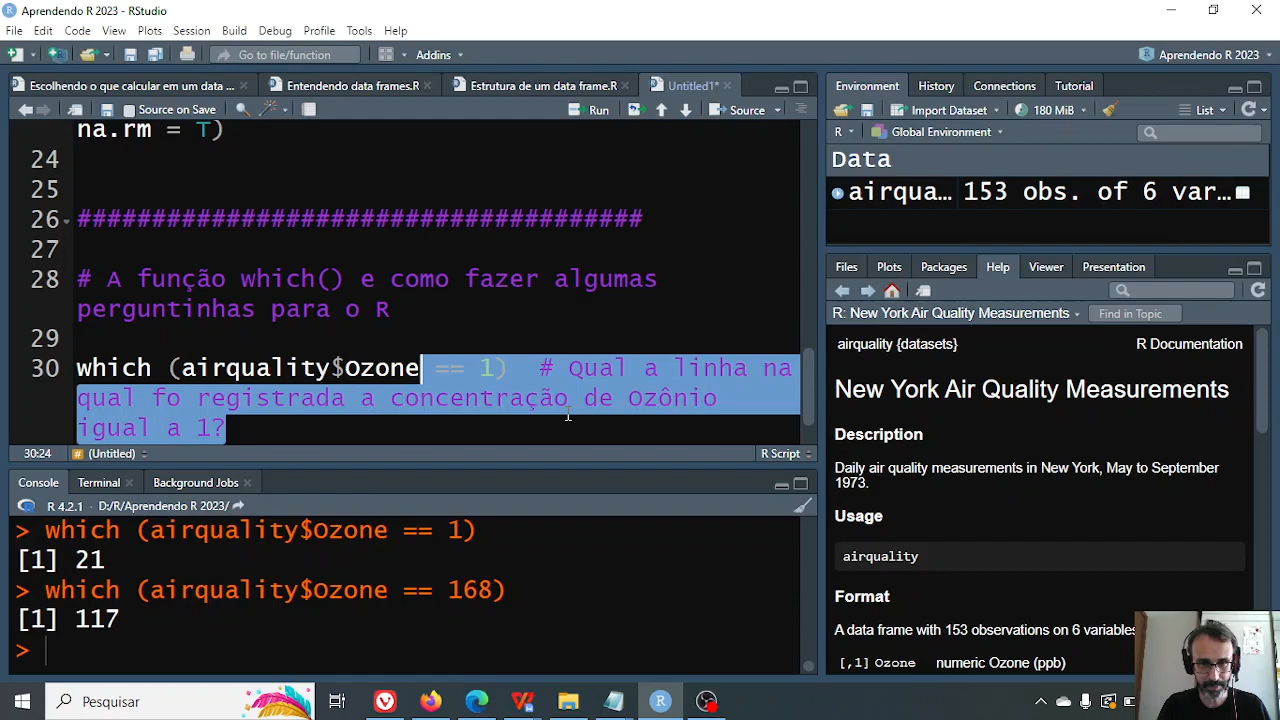 Aprendendo R 2023 - RStudio
File Edit Code View Plots Session Build Debug Profile Tools Help
Go to file/function Addins Aprendendo R 2023
Escolhendo o que calcular em um data ... Entendendo data frames.R Estrutura de um data frame.R Untitled1*
Source on Save Run Source
na.rm = T)
24
25
26 ######################################
27
28 # A função which() e como fazer algumas
perguntinhas para o R
29
30 which (airquality$Ozone == 1) # Qual a linha na
qual fo registrada a concentração de Ozônio
igual a 1?
30:24 # (Untitled) R Script
Console Terminal Background Jobs
R 4.2.1 D:/R/Aprendendo R 2023/
> which (airquality$Ozone == 1)
[1] 21
> which (airquality$Ozone == 168)
[1] 117
>
Environment History Connections Tutorial
Import Dataset 180 MiB List
R Global Environment
Data
airqua... 153 obs. of 6 var...
Files Plots Packages Help Viewer Presentation
R: New York Air Quality Measurements Find in Topic
airquality {datasets} R Documentation
New York Air Quality Measurements
Description
Daily air quality measurements in New York, May to September
1973.
Usage
airquality
Format
A data frame with 153 observations on 6 variables
[,1] Ozone numeric Ozone (ppb)
Pesquisar